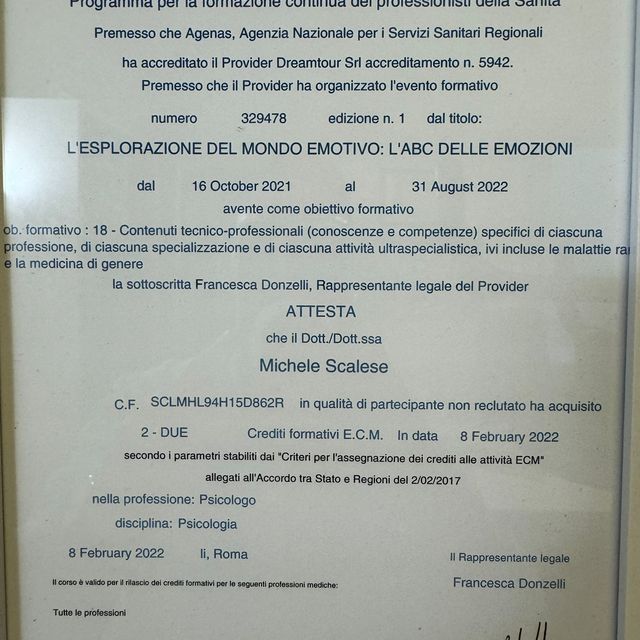 Programma per la formazione continua dei professionisti della Sanità
Premesso che Agenas, Agenzia Nazionale per i Servizi Sanitari Regionali
ha accreditato il Provider Dreamtour Srl accreditamento n. 5942.
Premesso che il Provider ha organizzato l'evento formativo
numero 329478 edizione n. 1 dal titolo:
L'ESPLORAZIONE DEL MONDO EMOTIVO: L'ABC DELLE EMOZIONI
dal 16 October 2021 al 31 August 2022
avente come obiettivo formativo
ob. formativo : 18 - Contenuti tecnico-professionali (conoscenze e competenze) specifici di ciascuna
professione, di ciascuna specializzazione e di ciascuna attività ultraspecialistica, ivi incluse le malattie rar
e la medicina di genere
la sottoscritta Francesca Donzelli, Rappresentante legale del Provider
ATTESTA
che il Dott./Dott.ssa
Michele Scalese
C.F. SCLMHL94H15D862R in qualità di partecipante non reclutato ha acquisito
2 - DUE Crediti formativi E.C.M. In data 8 February 2022
secondo i parametri stabiliti dai "Criteri per l'assegnazione dei crediti alle attività ECM"
allegati all'Accordo tra Stato e Regioni del 2/02/2017
nella professione: Psicologo
disciplina: Psicologia
8 February 2022 li, Roma
Il Rappresentante legale
Francesca Donzelli
Il corso è valido per il rilascio dei crediti formativi per le seguenti professioni mediche:
Tutte le professioni